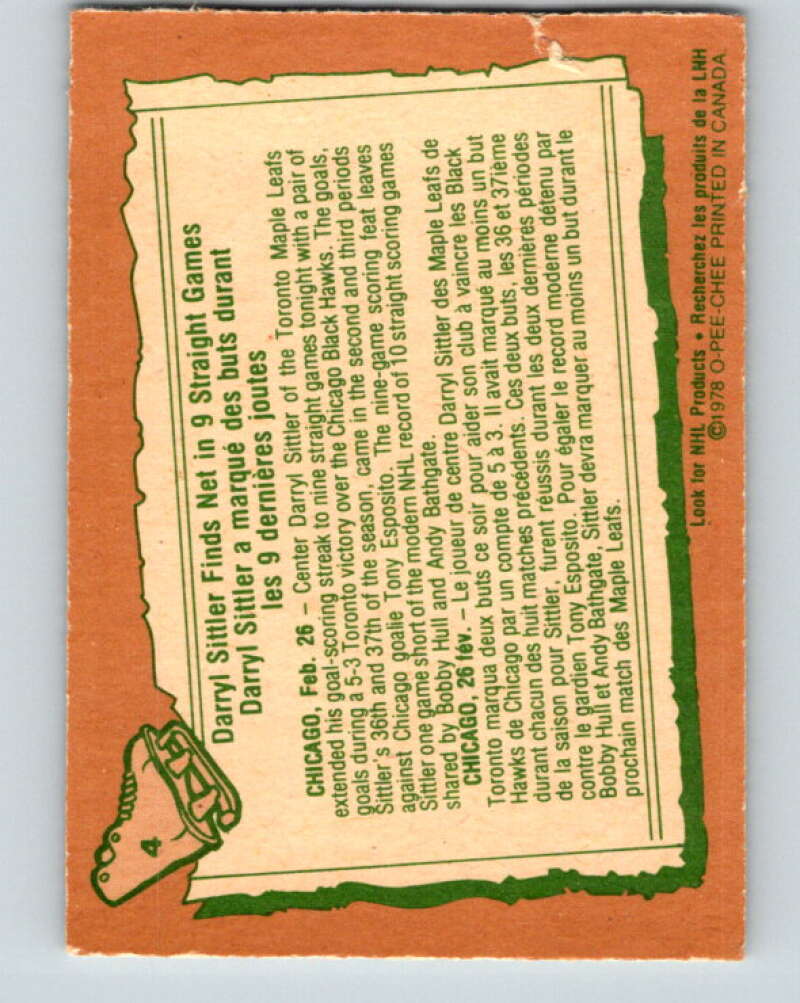 4
Darryl Sittler Finds Net in 9 Straight Games
Darryl Sittler a marqué des buts durant
les 9 dernières joutes
CHICAGO, Feb. 26 – Center Darryl Sittler of the Toronto Maple Leafs
extended his goal-scoring streak to nine straight games tonight with a pair of
goals during a 5-3 Toronto victory over the Chicago Black Hawks. The goals,
Sittler's 36th and 37th of the season, came in the second and third periods
against Chicago goalie Tony Esposito. The nine-game scoring feat leaves
Sittler one game short of the modern NHL record of 10 straight scoring games
shared by Bobby Hull and Andy Bathgate.
CHICAGO, 26 fév. – Le joueur de centre Darryl Sittler des Maple Leafs de
Toronto marqua deux buts ce soir pour aider son club à vaincre les Black
Hawks de Chicago par un compte de 5 à 3. Il avait marqué au moins un but
durant chacun des huit matches précédents. Ces deux buts, les 36 et 37ième
de la saison pour Sittler, furent réussis durant les deux dernières périodes
contre le gardien Tony Esposito. Pour égaler le record moderne détenu par
Bobby Hull et Andy Bathgate, Sittler devra marquer au moins un but durant le
prochain match des Maple Leafs.
Look for NHL Products • Recherchez les produits de la LNH
©1978 O-PEE-CHEE PRINTED IN CANADA